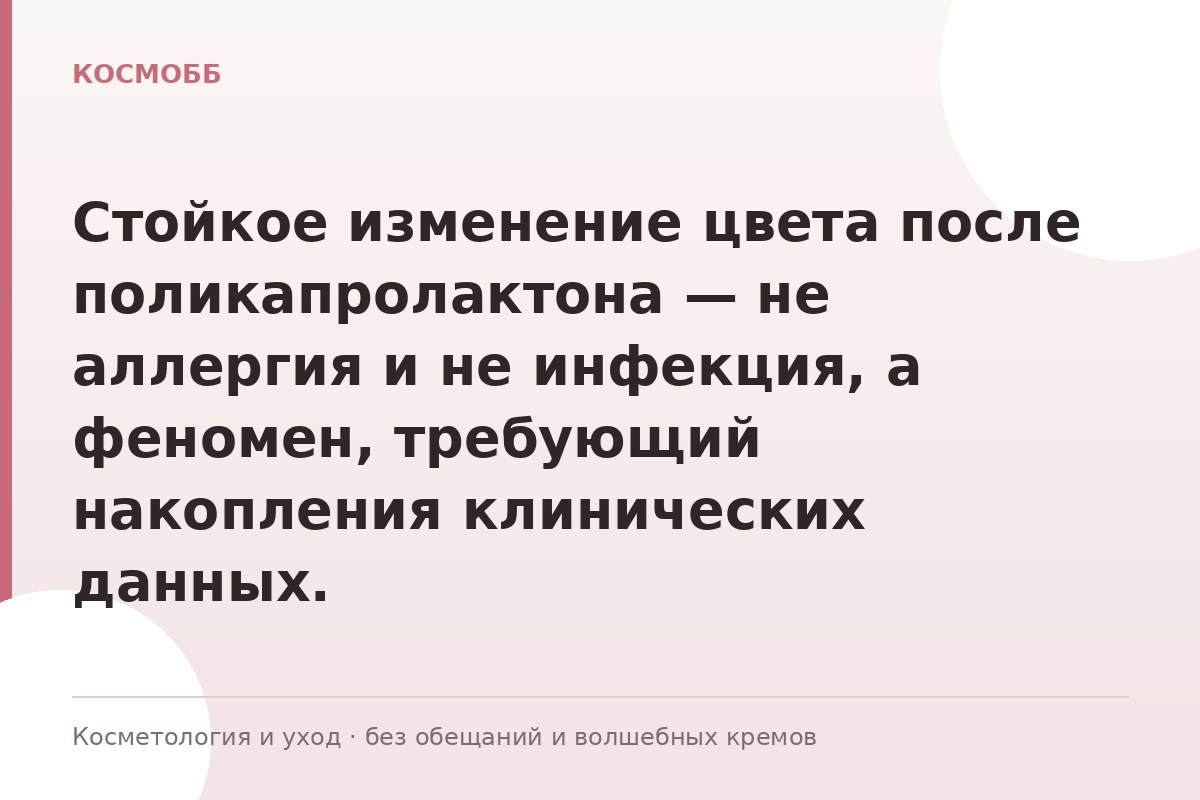 КОСМОББ
Стойкое изменение цвета после
поликапролактона — не
аллергия и не инфекция, а
феномен, требующий
накопления клинических
данных.
Косметология и уход · без обещаний и волшебных кремов